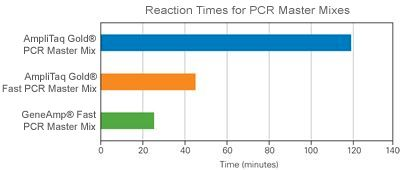 Reaction Times for PCR Master Mixes
AmpliTaq Gold®
PCR Master Mix
AmpliTaq Gold®
Fast PCR Master Mix
GeneAmp® Fast
PCR Master Mix
0 20 40 60 80 100 120 140
Time (minutes)